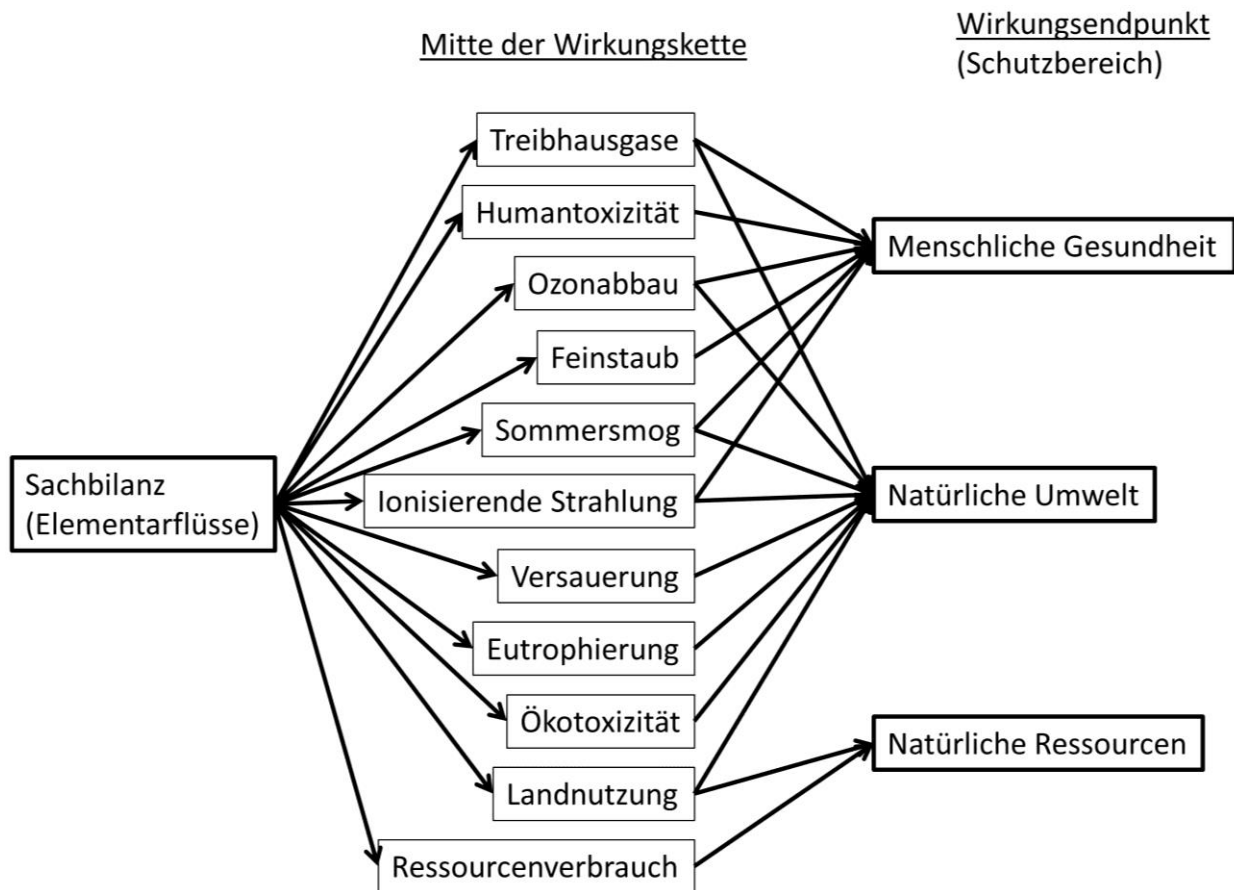 Mitte der Wirkungskette
Wirkungsendpunkt
(Schutzbereich)
Treibhausgase
Humantoxizität
Ozonabbau
Feinstaub
Sommersmog
Ionisierende Strahlung
Versauerung
Eutrophierung
Ökotoxizität
Landnutzung
Ressourcenverbrauch
Sachbilanz
(Elementarflüsse)
Menschliche Gesundheit
Natürliche Umwelt
Natürliche Ressourcen